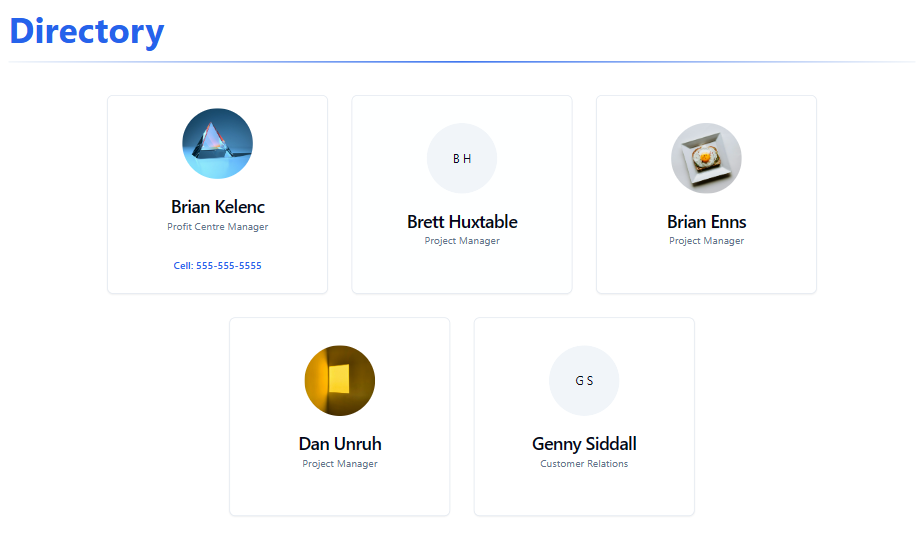 Directory
Brian Kelenc
Profit Centre Manager
Cell: 555-555-5555
B H
Brett Huxtable
Project Manager
Brian Enns
Project Manager
Dan Unruh
Project Manager
G S
Genny Siddall
Customer Relations